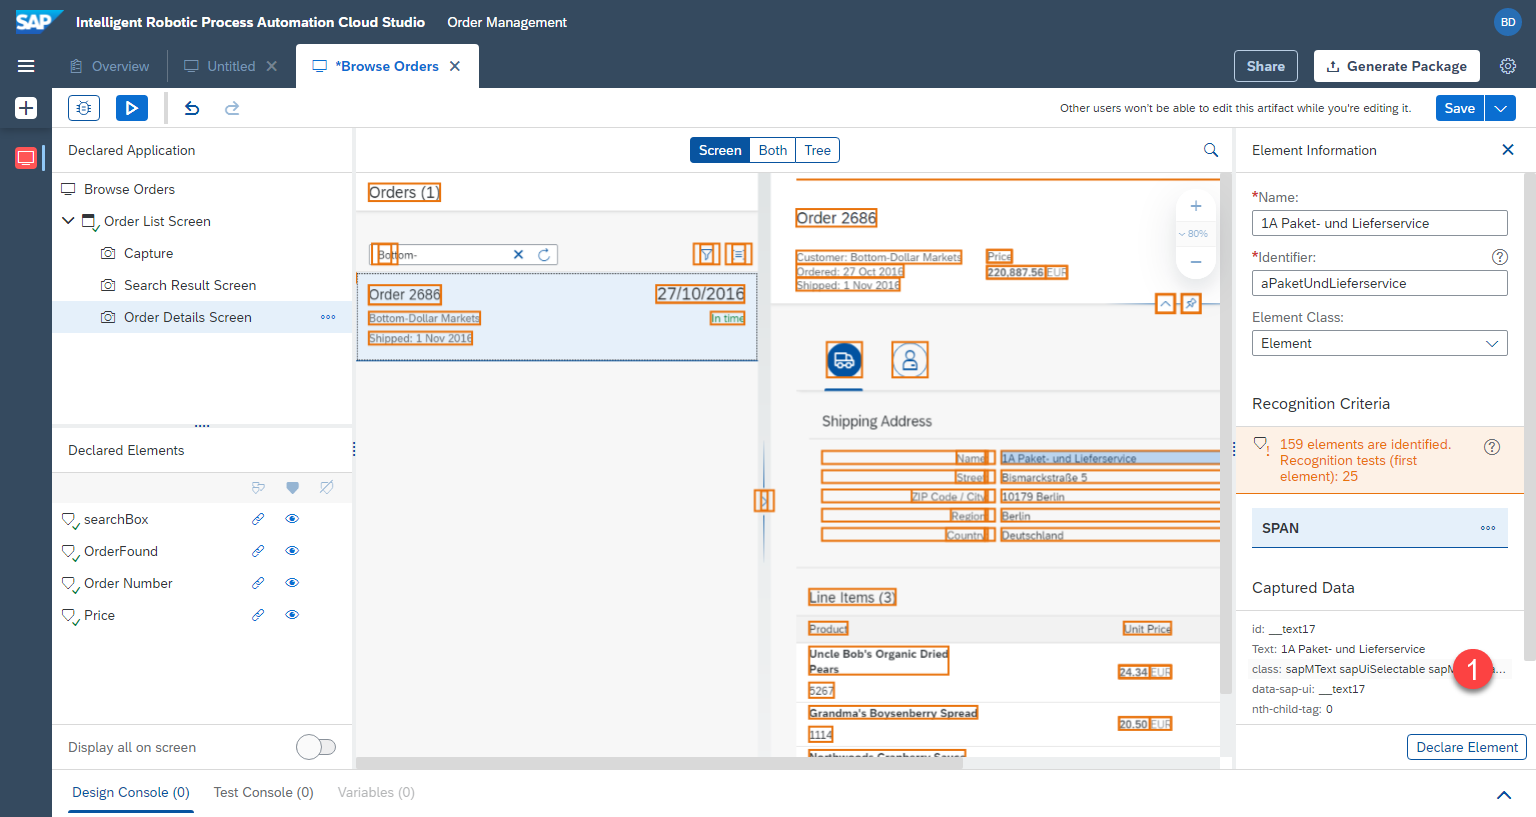 SAP Intelligent Robotic Process Automation Cloud Studio Order Management BD
Overview Untitled *Browse Orders Share Generate Package
Other users won't be able to edit this artifact while you're editing it. Save
Declared Application
Browse Orders
Order List Screen
Capture
Search Result Screen
Order Details Screen
Declared Elements
searchBox
OrderFound
Order Number
Price
Display all on screen
Screen Both Tree
Orders (1)
Bottom-
Order 2686 27/10/2016
Bottom-Dollar Markets In time
Shipped: 1 Nov 2016
Order 2686
80%
Customer: Bottom-Dollar Markets Price
Ordered: 27 Oct 2016 220,887.56 EUR
Shipped: 1 Nov 2016
Shipping Address
Name 1A Paket- und Lieferservice
Street Bismarckstraße 5
ZIP Code / City 10179 Berlin
Region Berlin
Country Deutschland
Line Items (3)
Product Unit Price
Uncle Bob's Organic Dried
Pears
24.34 EUR
5267
Grandma's Boysenberry Spread
20.50 EUR
1114
Northwoods Cranberry Sauce
Element Information
*Name:
1A Paket- und Lieferservice
*Identifier:
aPaketUndLieferservice
Element Class:
Element
Recognition Criteria
159 elements are identified.
Recognition tests (first
element): 25
SPAN
Captured Data
id: __text17
Text: 1A Paket- und Lieferservice
class: sapMText sapUiSelectable sapM a...
1
data-sap-ui: __text17
nth-child-tag: 0
Declare Element
Design Console (0) Test Console (0) Variables (0)